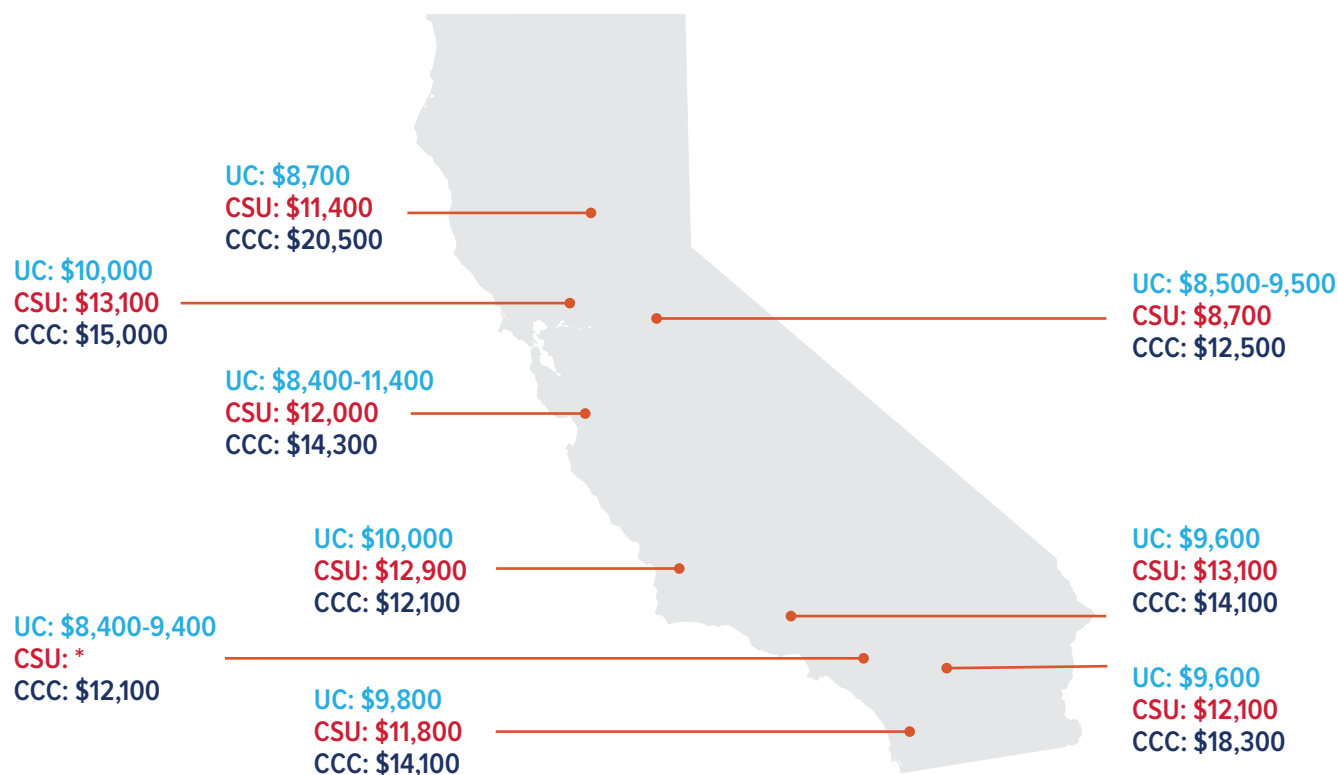 UC: $8,700
CSU: $11,400
CCC: $20,500
UC: $10,000
CSU: $13,100
CCC: $15,000
UC: $8,500-9,500
CSU: $8,700
CCC: $12,500
UC: $8,400-11,400
CSU: $12,000
CCC: $14,300
UC: $10,000
CSU: $12,900
CCC: $12,100
UC: $9,600
CSU: $13,100
CCC: $14,100
UC: $8,400-9,400
CSU: *
CCC: $12,100
UC: $9,800
CSU: $11,800
CCC: $14,100
UC: $9,600
CSU: $12,100
CCC: $18,300